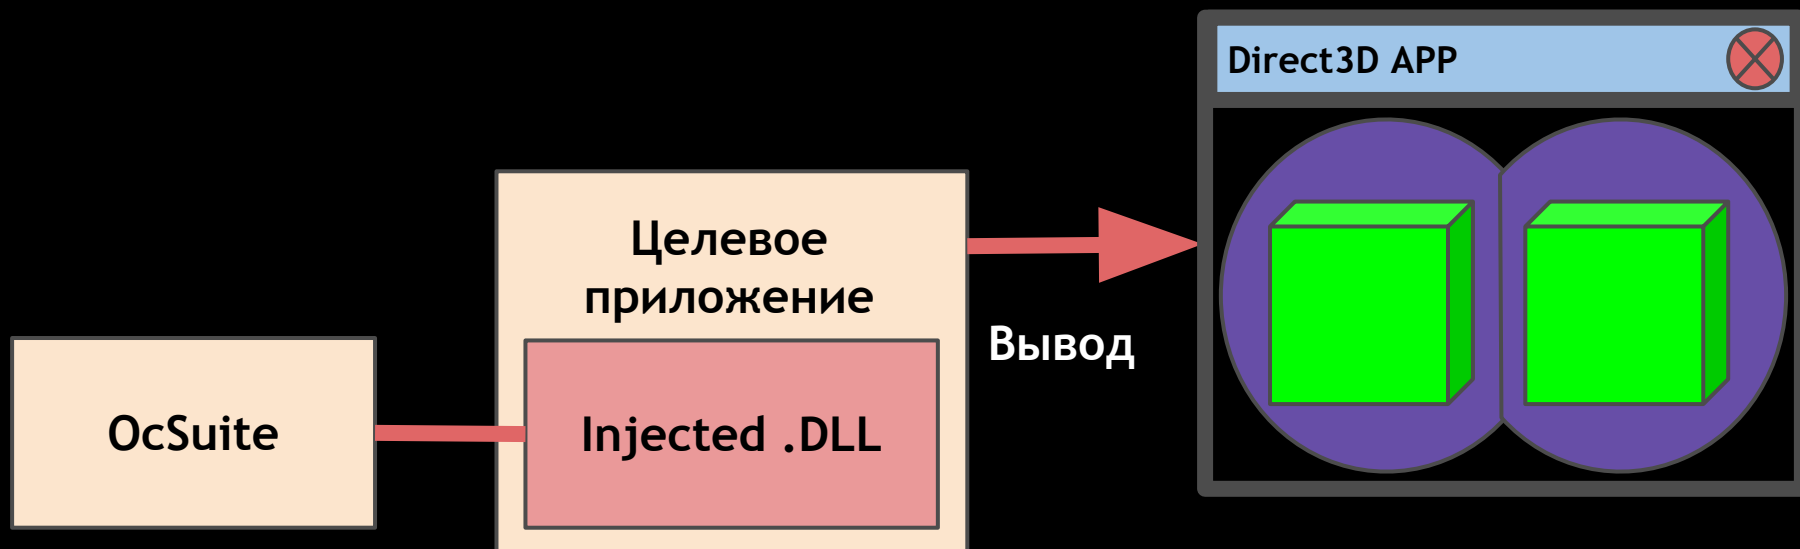 Direct3D APP
Целевое
приложение
Вывод
OcSuite
Injected .DLL